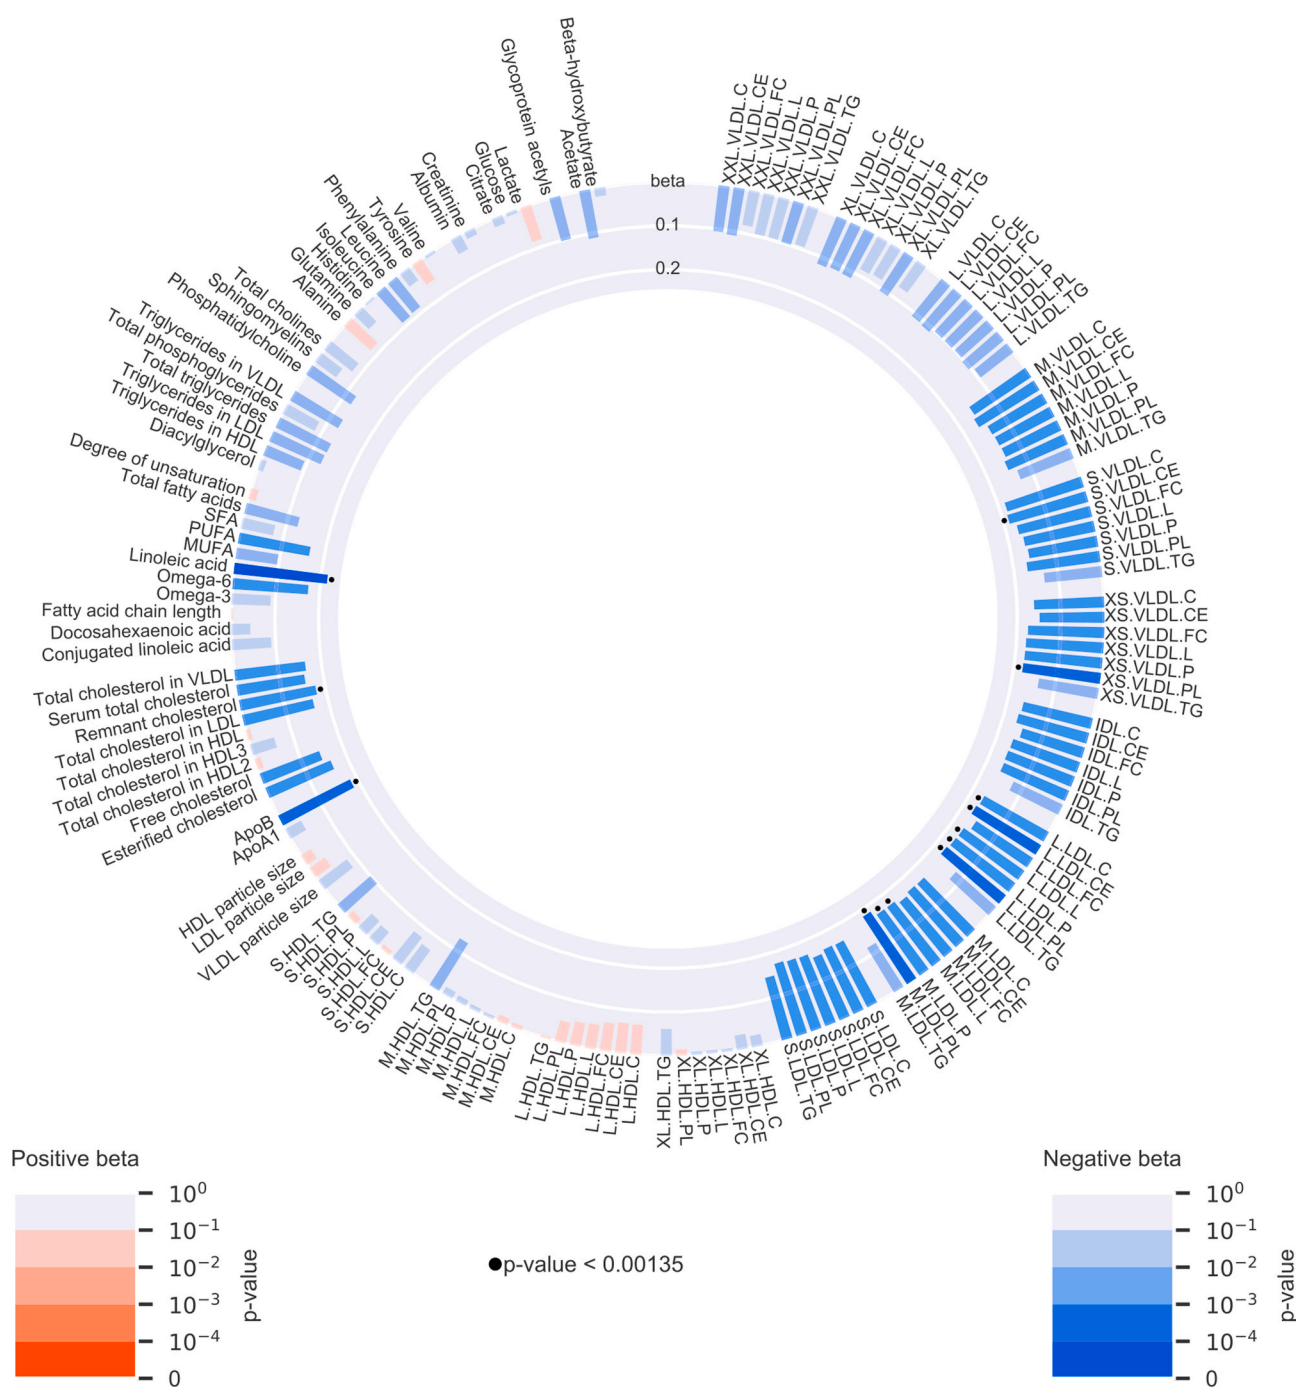 beta
0.1
0.2
XXL.VLDL.C
XXL.VLDL.CE
XXL.VLDL.FC
XXL.VLDL.L
XXL.VLDL.P
XXL.VLDL.PL
XXL.VLDL.TG
XL.VLDL.C
XL.VLDL.CE
XL.VLDL.FC
XL.VLDL.L
XL.VLDL.P
XL.VLDL.PL
XL.VLDL.TG
L.VLDL.C
L.VLDL.CE
L.VLDL.FC
L.VLDL.L
L.VLDL.P
L.VLDL.PL
L.VLDL.TG
M.VLDL.C
M.VLDL.CE
M.VLDL.FC
M.VLDL.L
M.VLDL.P
M.VLDL.PL
M.VLDL.TG
S.VLDL.C
S.VLDL.CE
S.VLDL.FC
S.VLDL.L
S.VLDL.P
S.VLDL.PL
S.VLDL.TG
XS.VLDL.C
XS.VLDL.CE
XS.VLDL.FC
XS.VLDL.L
XS.VLDL.P
XS.VLDL.PL
XS.VLDL.TG
IDL.C
IDL.CE
IDL.FC
IDL.L
IDL.P
IDL.PL
IDL.TG
L.LDL.C
L.LDL.CE
L.LDL.FC
L.LDL.L
L.LDL.P
L.LDL.PL
L.LDL.TG
M.LDL.C
M.LDL.CE
M.LDL.FC
M.LDL.L
M.LDL.P
M.LDL.PL
M.LDL.TG
S.LDL.C
S.LDL.CE
S.LDL.FC
S.LDL.L
S.LDL.P
S.LDL.PL
S.LDL.TG
XL.HDL.C
XL.HDL.CE
XL.HDL.FC
XL.HDL.L
XL.HDL.P
XL.HDL.PL
XL.HDL.TG
L.HDL.C
L.HDL.CE
L.HDL.FC
L.HDL.L
L.HDL.P
L.HDL.PL
L.HDL.TG
M.HDL.C
M.HDL.CE
M.HDL.FC
M.HDL.L
M.HDL.P
M.HDL.PL
M.HDL.TG
S.HDL.C
S.HDL.CE
S.HDL.FC
S.HDL.L
S.HDL.P
S.HDL.PL
S.HDL.TG
VLDL particle size
LDL particle size
HDL particle size
ApoA1
ApoB
Esterified cholesterol
Free cholesterol
Total cholesterol in HDL2
Total cholesterol in HDL3
Total cholesterol in HDL
Total cholesterol in LDL
Remnant cholesterol
Serum total cholesterol
Total cholesterol in VLDL
Conjugated linoleic acid
Docosahexaenoic acid
Fatty acid chain length
Omega-3
Omega-6
Linoleic acid
MUFA
PUFA
SFA
Total fatty acids
Degree of unsaturation
Diacylglycerol
Triglycerides in HDL
Triglycerides in LDL
Total triglycerides
Total phosphoglycerides
Triglycerides in VLDL
Phosphatidylcholine
Sphingomyelins
Total cholines
Alanine
Glutamine
Histidine
Isoleucine
Leucine
Phenylalanine
Tyrosine
Valine
Albumin
Creatinine
Citrate
Glucose
Lactate
Glycoprotein acetyls
Acetate
Beta-hydroxybutyrate
Positive beta
10⁰
10⁻¹
10⁻²
10⁻³
10⁻⁴
0
p-value
p-value < 0.00135
Negative beta
10⁰
10⁻¹
10⁻²
10⁻³
10⁻⁴
0
p-value